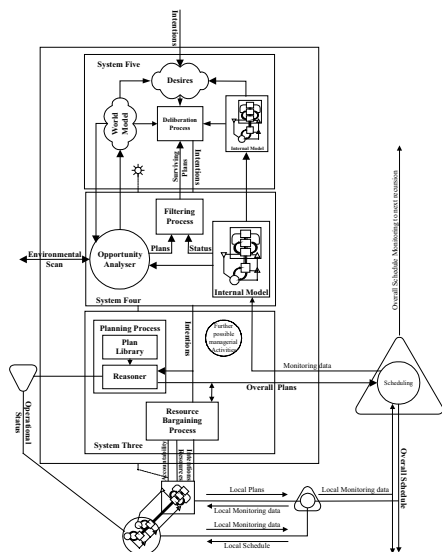 Intentions
System Five
Desires
World
Model
Deliberation
Process
Internal Model
Surviving
Plans
Intentions
Filtering
Process
Environmental
Scan
Opportunity
Analyser
Plans
Status
Internal Model
System Four
Overall Schedule Monitoring to next recursion
Planning Process
Plan
Library
Reasoner
Intentions
Further
possible
managerial
Activities
Monitoring data
Overall Plans
Scheduling
Operational
Status
Resource
Bargaining
Process
System Three
Accountability
Resources
Intentions
Overall Schedule
Local Plans
Local Monitoring data
Local Monitoring data
Local Monitoring data
Local Schedule